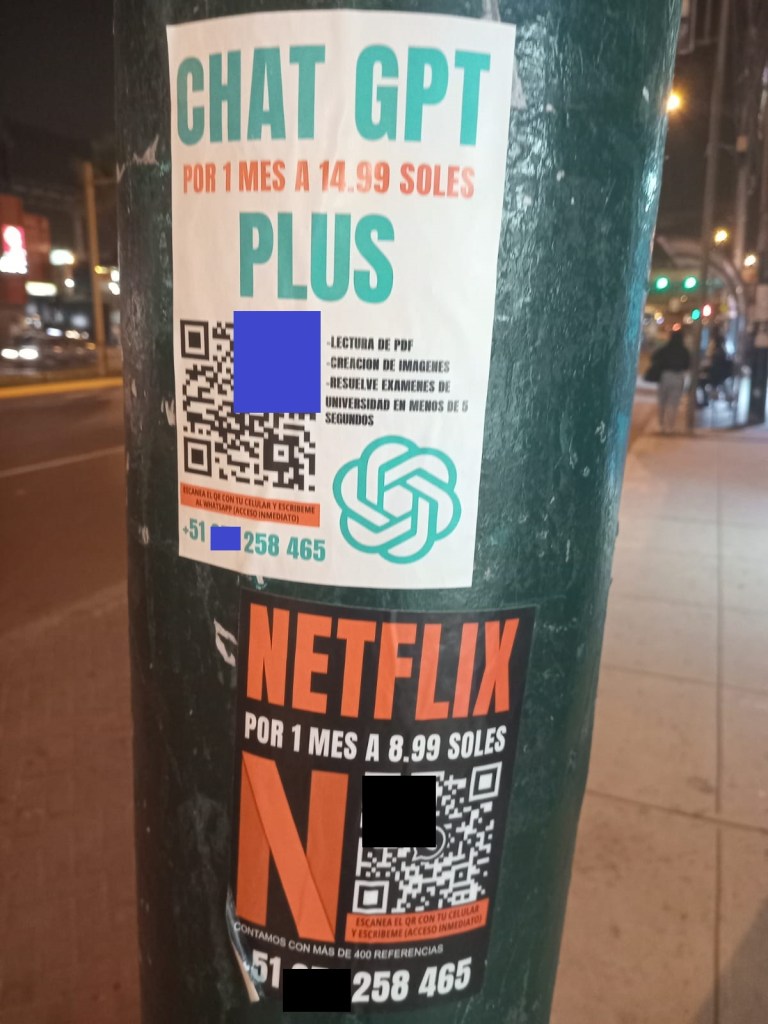 CHAT GPT
POR 1 MES A 14.99 SOLES
PLUS
-LECTURA DE PDF
-CREACION DE IMAGENES
-RESUELVE EXAMENES DE
UNIVERSIDAD EN MENOS DE 5
SEGUNDOS
ESCANEA EL QR CON TU CELULAR Y ESCRIBEME
AL WHATSAPP (ACCESO INMEDIATO)
+51 258 465
NETFLIX
POR 1 MES A 8.99 SOLES
N
ESCANEA EL QR CON TU CELULAR
Y ESCRIBEME (ACCESO INMEDIATO)
CONTAMOS CON MÁS DE 400 REFERENCIAS
+51 258 465